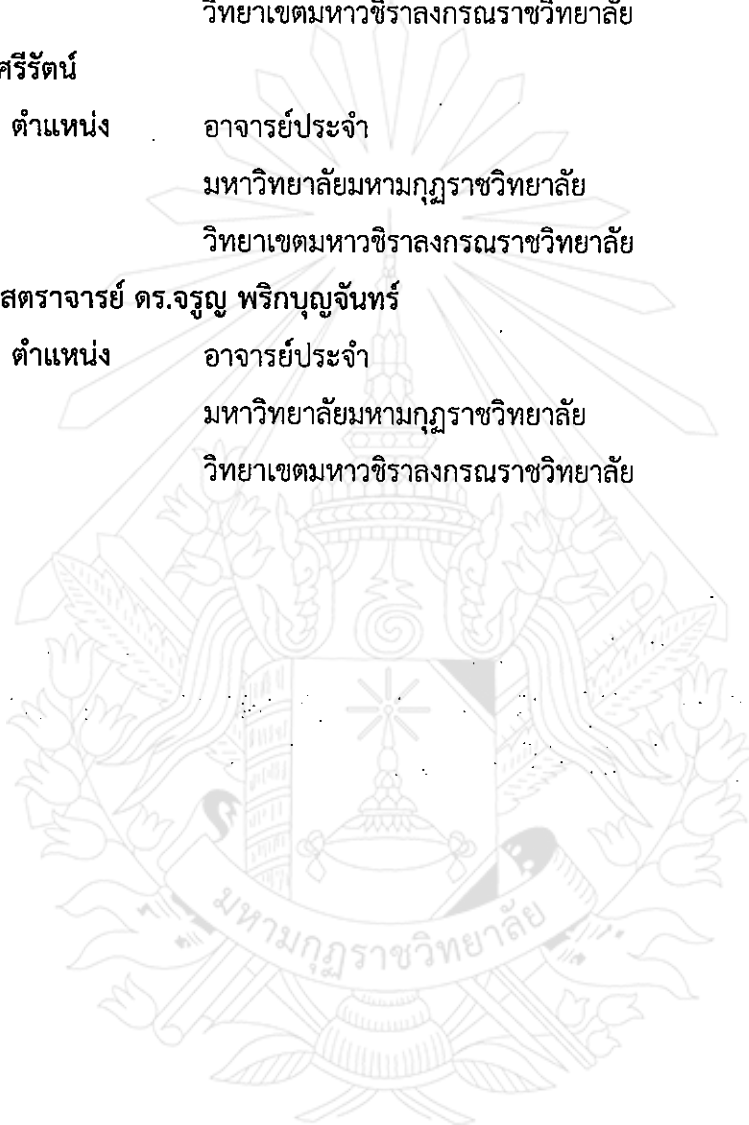 วิทยาเขตมหาวชิราลงกรณราชวิทยาลัย
ศรีรัตน์
ตำแหน่ง อาจารย์ประจำ
มหาวิทยาลัยมหามกุฏราชวิทยาลัย
วิทยาเขตมหาวชิราลงกรณราชวิทยาลัย
สตราจารย์ ดร.จรูญ พริกบุญจันทร์
ตำแหน่ง อาจารย์ประจำ
มหาวิทยาลัยมหามกุฏราชวิทยาลัย
วิทยาเขตมหาวชิราลงกรณราชวิทยาลัย
มหามกุฏราชวิทยาลัย